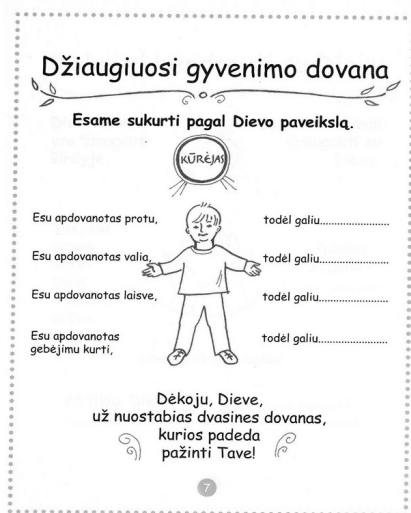 Džiaugiuosi gyvenimo dovana
Esame sukurti pagal Dievo paveikslą.
KŪRĖJAS
Esu apdovanotas protu, todėl galiu.......................
Esu apdovanotas valia, todėl galiu.......................
Esu apdovanotas laisve, todėl galiu.......................
Esu apdovanotas
gebėjimu kurti, todėl galiu.......................
Dėkoju, Dieve,
už nuostabias dvasines dovanas,
kurios padeda
pažinti Tave!
7